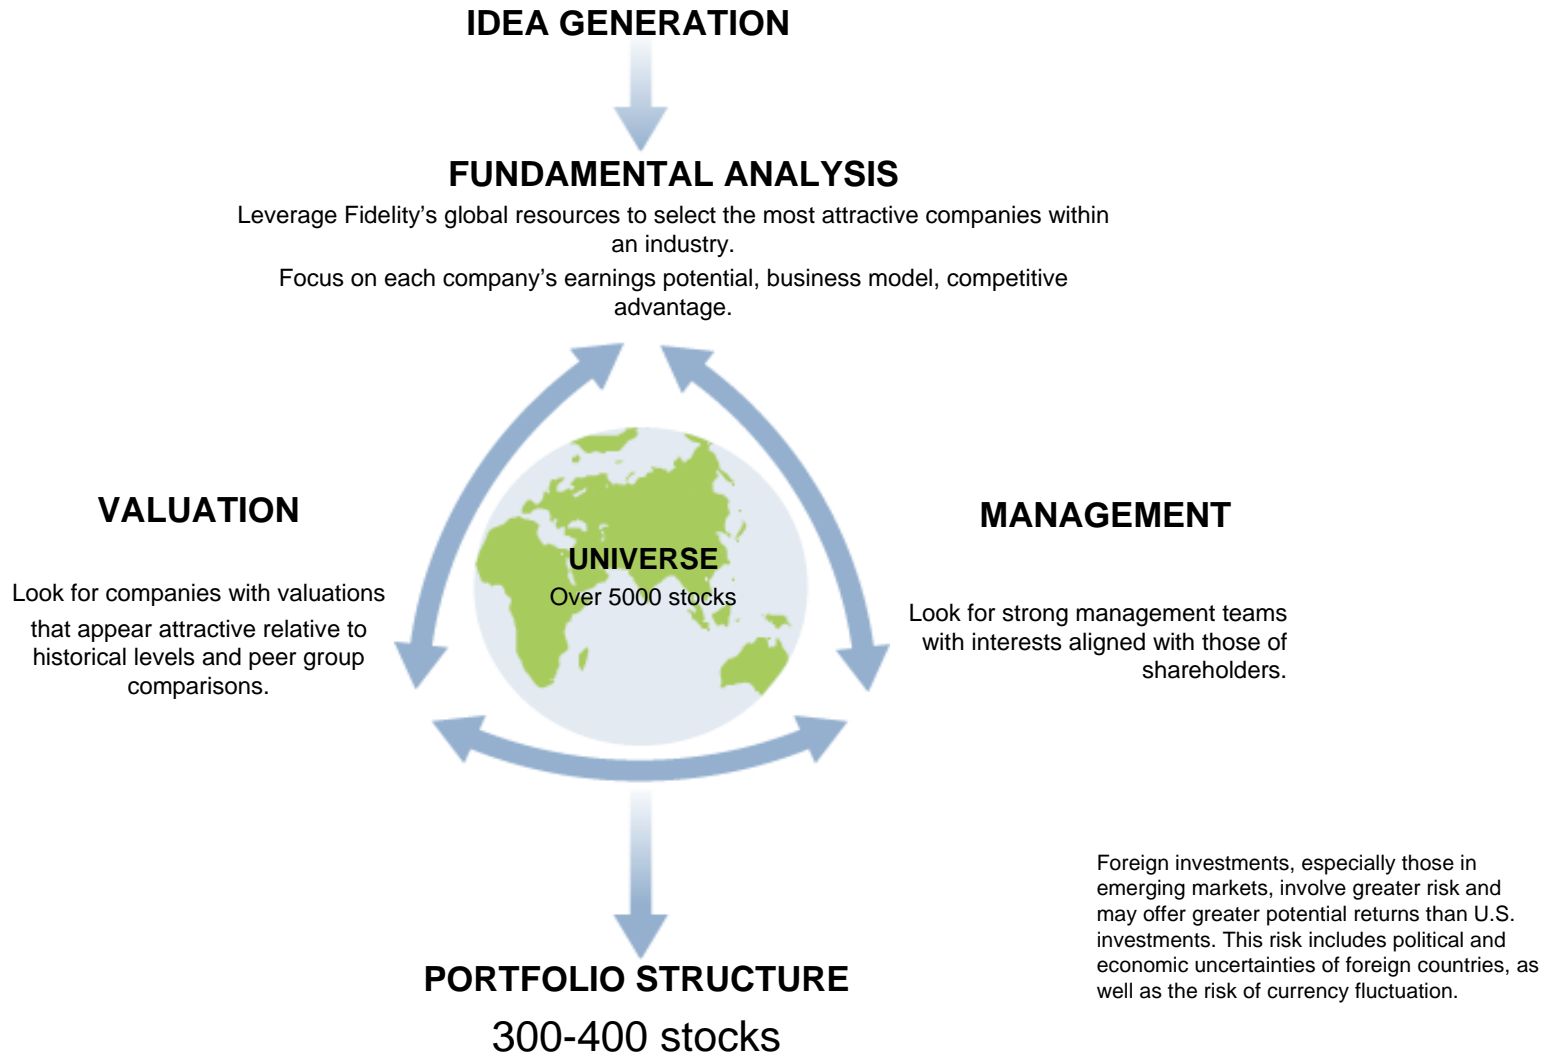 IDEA GENERATION
FUNDAMENTAL ANALYSIS
Leverage Fidelity’s global resources to select the most attractive companies within
an industry.
Focus on each company’s earnings potential, business model, competitive
advantage.
VALUATION
Look for companies with valuations
that appear attractive relative to
historical levels and peer group
comparisons.
UNIVERSE
Over 5000 stocks
MANAGEMENT
Look for strong management teams
with interests aligned with those of
shareholders.
Foreign investments, especially those in
emerging markets, involve greater risk and
may offer greater potential returns than U.S.
investments. This risk includes political and
economic uncertainties of foreign countries, as
well as the risk of currency fluctuation.
PORTFOLIO STRUCTURE
300-400 stocks